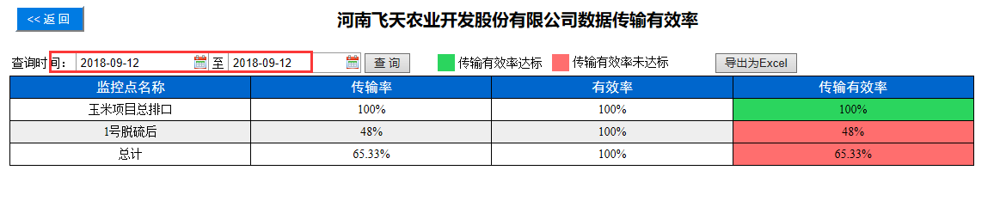 << 返 回
河南飞天农业开发股份有限公司数据传输有效率
查询时间： 2018-09-12 至 2018-09-12 查 询 传输有效率达标 传输有效率未达标 导出为Excel
监控点名称 传输率 有效率 传输有效率
玉米项目总排口 100% 100% 100%
1号脱硫后 48% 100% 48%
总计 65.33% 100% 65.33%